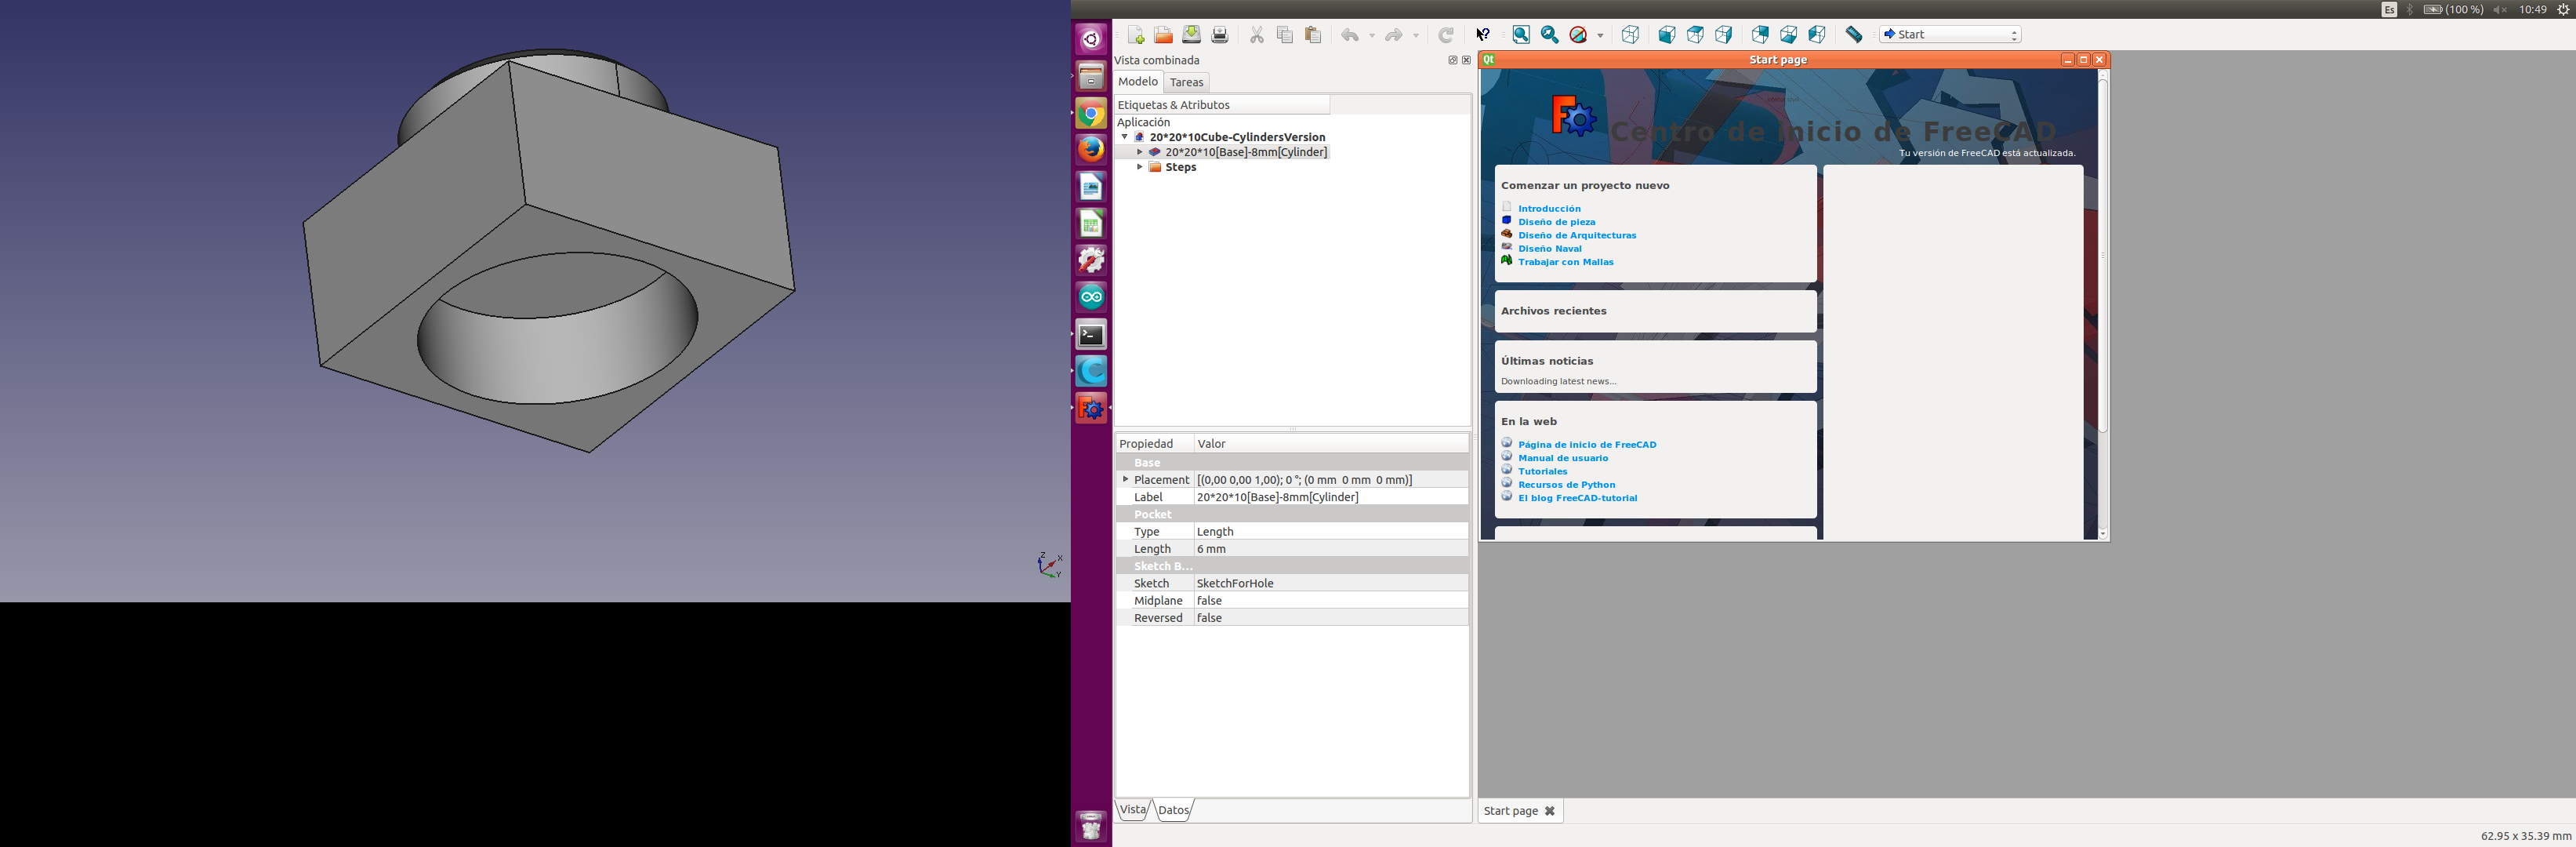 Es (100 %) 10:49
Start
Vista combinada
Modelo Tareas
Etiquetas & Atributos
Aplicación
20*20*10Cube-CylindersVersion
20*20*10[Base]-8mm[Cylinder]
Steps
Propiedad Valor
Base
Placement [(0,00 0,00 1,00); 0 °; (0 mm 0 mm 0 mm)]
Label 20*20*10[Base]-8mm[Cylinder]
Pocket
Type Length
Length 6 mm
Sketch B...
Sketch SketchForHole
Midplane false
Reversed false
Vista Datos
Qt Start page
Centro de inicio de FreeCAD
Tu versión de FreeCAD está actualizada.
Comenzar un proyecto nuevo
Introducción
Diseño de pieza
Diseño de Arquitecturas
Diseño Naval
Trabajar con Mallas
Archivos recientes
Últimas noticias
Downloading latest news...
En la web
Página de inicio de FreeCAD
Manual de usuario
Tutoriales
Recursos de Python
El blog FreeCAD-tutorial
Start page
62.95 x 35.39 mm
Z
X
Y